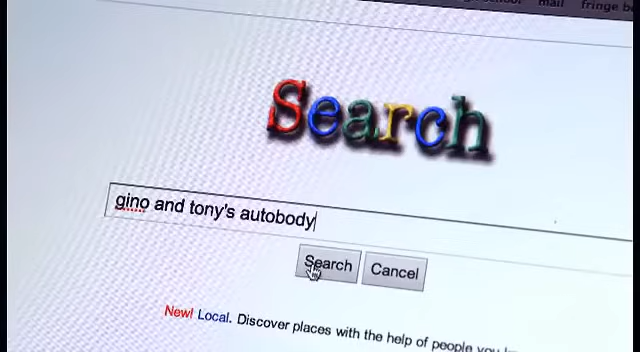 mail fringe
Search
gino and tony's autobody
Search Cancel
New! Local. Discover places with the help of people you